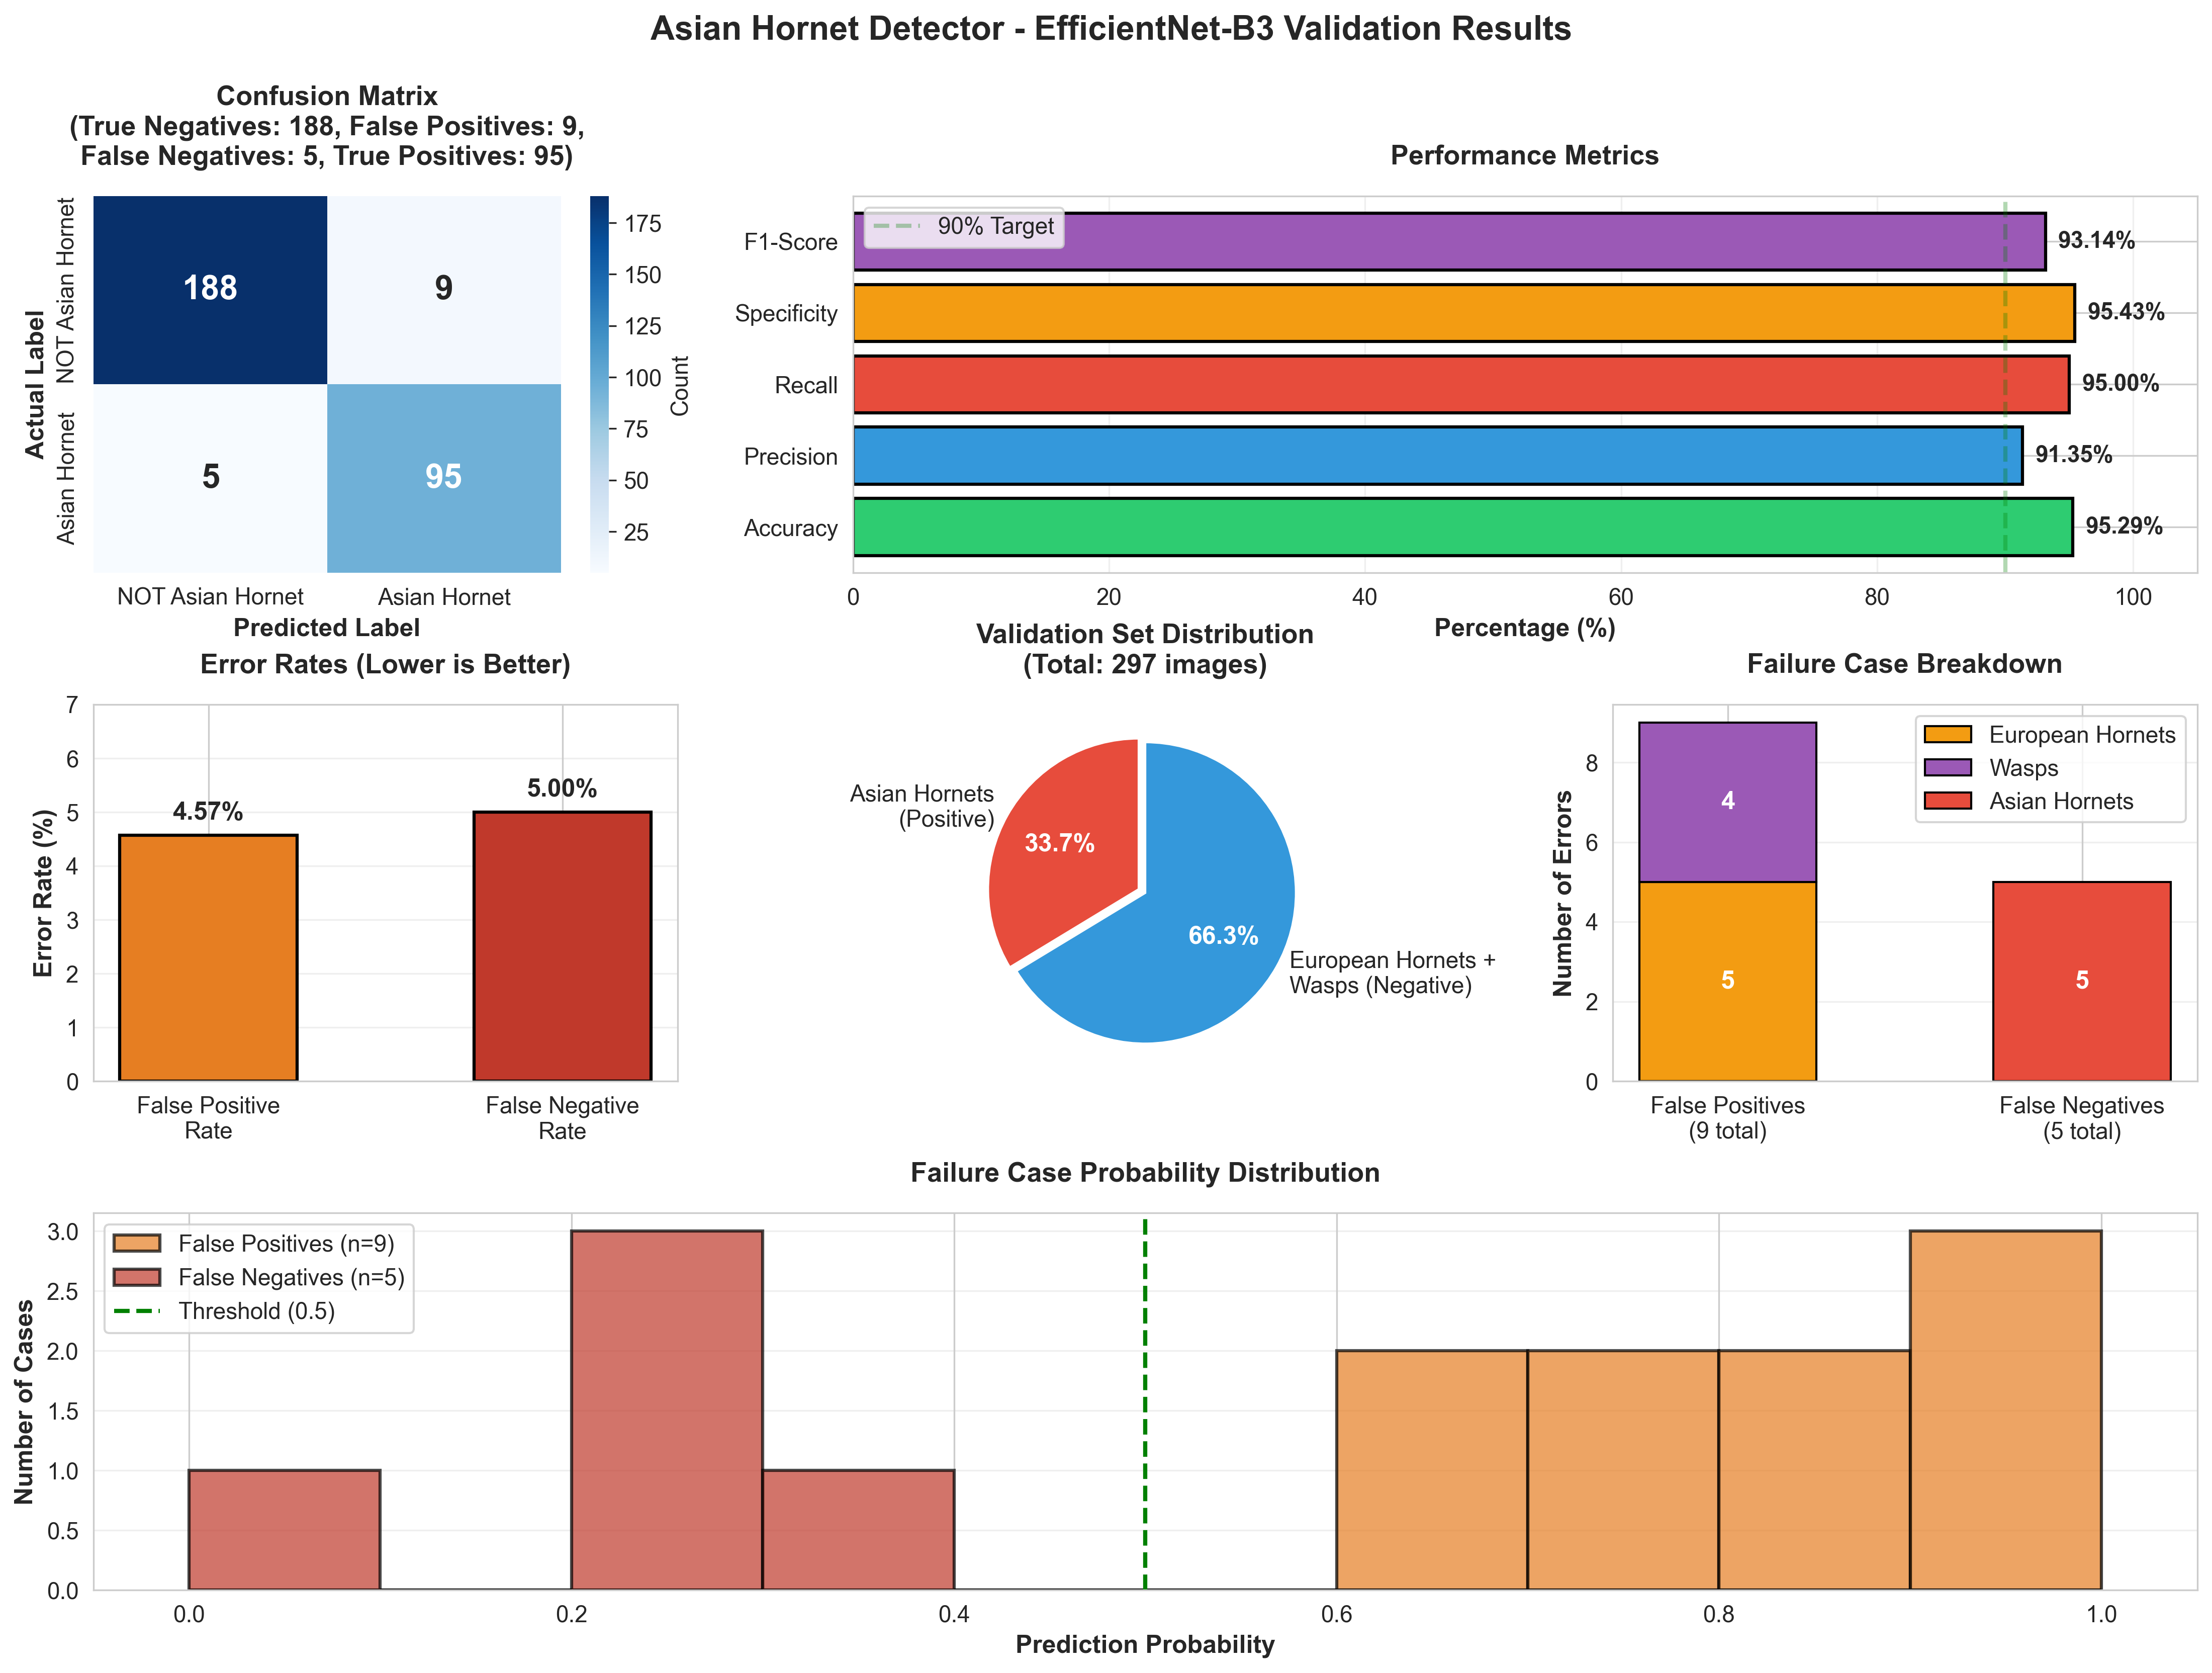 Asian Hornet Detector - EfficientNet-B3 Validation Results
Confusion Matrix
(True Negatives: 188, False Positives: 9,
False Negatives: 5, True Positives: 95)
Actual Label
NOT Asian Hornet
Asian Hornet
188
9
5
95
NOT Asian Hornet
Asian Hornet
Predicted Label
175
150
125
100
75
50
25
Count
Performance Metrics
90% Target
F1-Score
93.14%
Specificity
95.43%
Recall
95.00%
Precision
91.35%
Accuracy
95.29%
0
20
40
60
80
100
Percentage (%)
Error Rates (Lower is Better)
Error Rate (%)
7
6
5
4
3
2
1
0
4.57%
5.00%
False Positive
Rate
False Negative
Rate
Validation Set Distribution
(Total: 297 images)
Asian Hornets
(Positive)
33.7%
66.3%
European Hornets +
Wasps (Negative)
Failure Case Breakdown
Number of Errors
8
6
4
2
0
4
5
5
European Hornets
Wasps
Asian Hornets
False Positives
(9 total)
False Negatives
(5 total)
Failure Case Probability Distribution
Number of Cases
3.0
2.5
2.0
1.5
1.0
0.5
0.0
False Positives (n=9)
False Negatives (n=5)
Threshold (0.5)
0.0
0.2
0.4
0.6
0.8
1.0
Prediction Probability